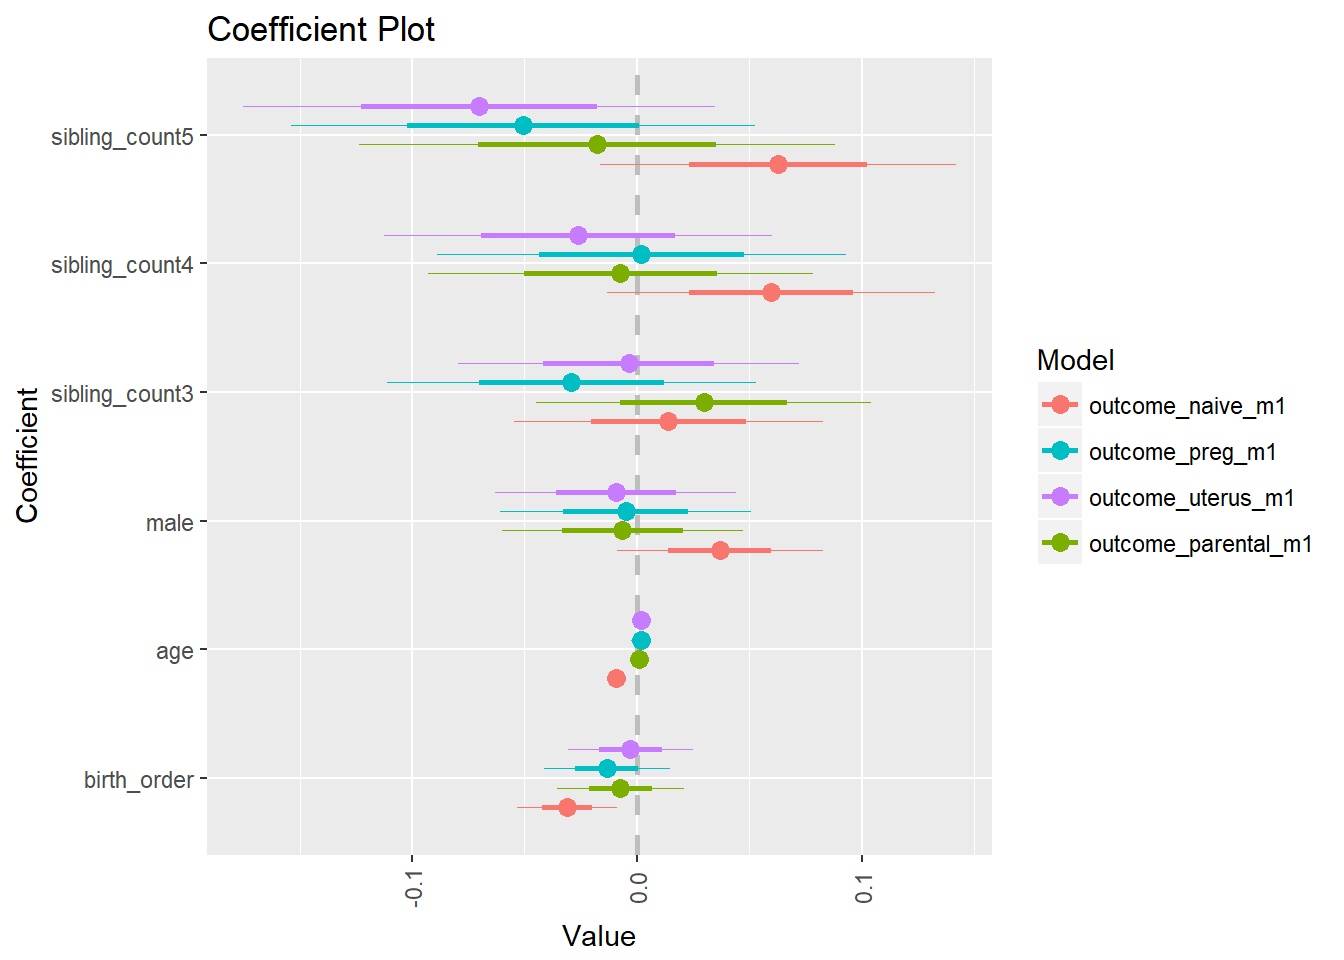 Coefficient Plot
Coefficient
sibling_count5
sibling_count4
sibling_count3
male
age
birth_order
-0.1
0.0
0.1
Value
Model
outcome_naive_m1
outcome_preg_m1
outcome_uterus_m1
outcome_parental_m1